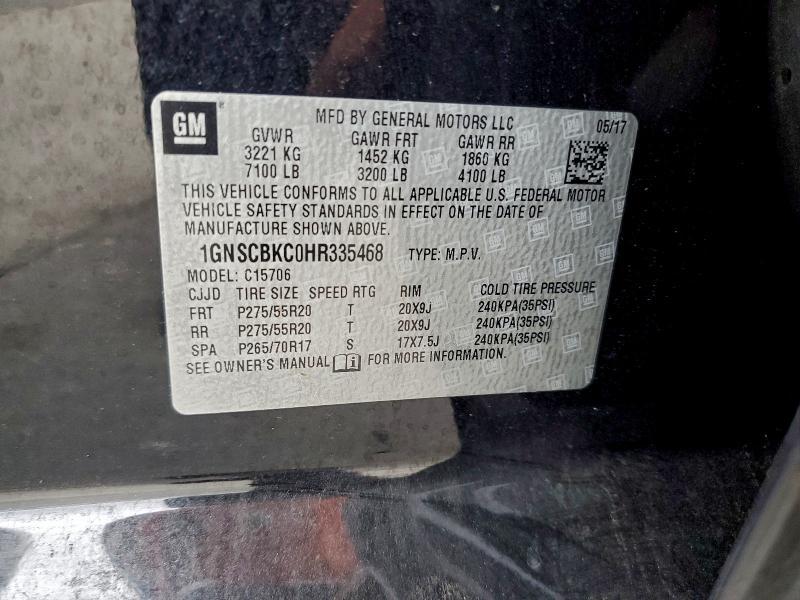 GM
MFD BY GENERAL MOTORS LLC 05/17
GVWR GAWR FRT GAWR RR
3221 KG 1452 KG 1860 KG
7100 LB 3200 LB 4100 LB
THIS VEHICLE CONFORMS TO ALL APPLICABLE U.S. FEDERAL MOTOR
VEHICLE SAFETY STANDARDS IN EFFECT ON THE DATE OF
MANUFACTURE SHOWN ABOVE.
1GNSCBKC0HR335468 TYPE: M.P.V.
MODEL: C15706
CJJD TIRE SIZE SPEED RTG RIM COLD TIRE PRESSURE
FRT P275/55R20 T 20X9J 240KPA(35PSI)
RR P275/55R20 T 20X9J 240KPA(35PSI)
SPA P265/70R17 S 17X7.5J 240KPA(35PSI)
SEE OWNER'S MANUAL FOR MORE INFORMATION.